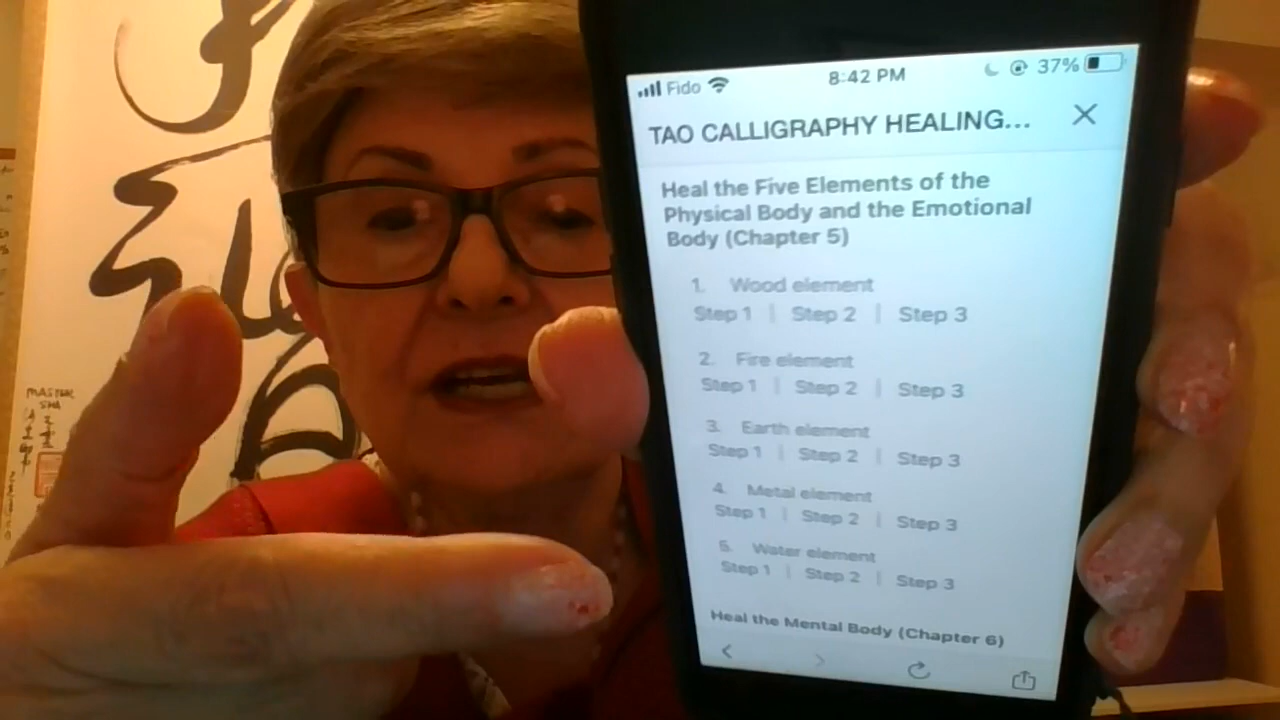 Fido 8:42 PM 37%
TAO CALLIGRAPHY HEALING...
Heal the Five Elements of the
Physical Body and the Emotional
Body (Chapter 5)
1. Wood element
Step 1 | Step 2 | Step 3
2. Fire element
Step 1 | Step 2 | Step 3
3. Earth element
Step 1 | Step 2 | Step 3
4. Metal element
Step 1 | Step 2 | Step 3
5. Water element
Step 1 | Step 2 | Step 3
Heal the Mental Body (Chapter 6)
MASTER
SHA